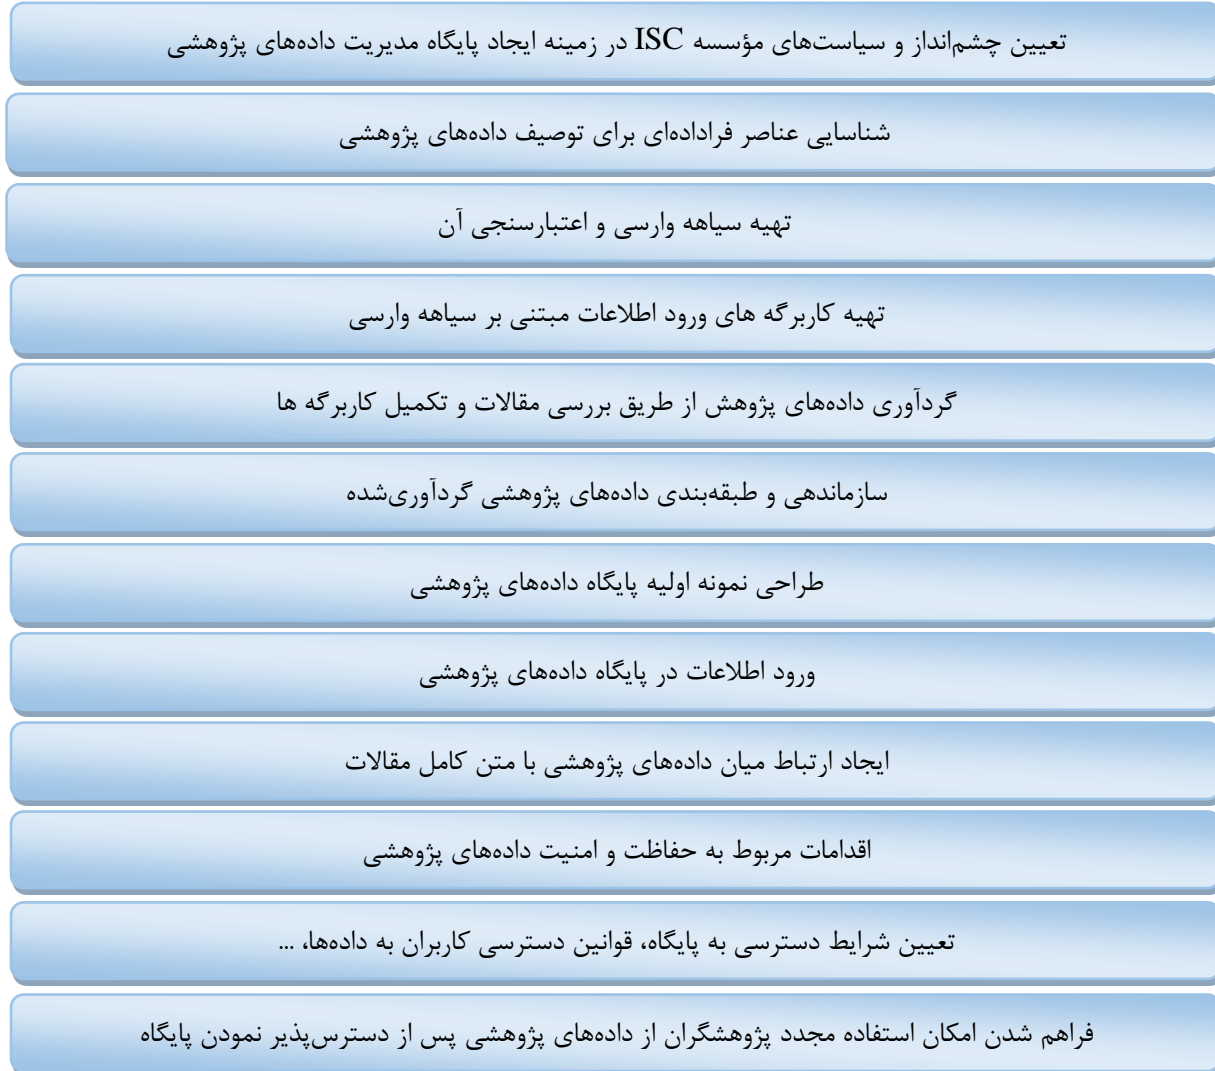 تعیین چشم‌انداز و سیاست‌های مؤسسه ISC در زمینه ایجاد پایگاه مدیریت داده‌های پژوهشی
شناسایی عناصر فراداده‌ای برای توصیف داده‌های پژوهشی
تهیه سیاهه وارسی و اعتبارسنجی آن
تهیه کاربرگه های ورود اطلاعات مبتنی بر سیاهه وارسی
گردآوری داده‌های پژوهش از طریق بررسی مقالات و تکمیل کاربرگه ها
سازماندهی و طبقه‌بندی داده‌های پژوهشی گردآوری‌شده
طراحی نمونه اولیه پایگاه داده‌های پژوهشی
ورود اطلاعات در پایگاه داده‌های پژوهشی
ایجاد ارتباط میان داده‌های پژوهشی با متن کامل مقالات
اقدامات مربوط به حفاظت و امنیت داده‌های پژوهشی
تعیین شرایط دسترسی به پایگاه، قوانین دسترسی کاربران به داده‌ها، ...
فراهم شدن امکان استفاده مجدد پژوهشگران از داده‌های پژوهشی پس از دسترس‌پذیر نمودن پایگاه